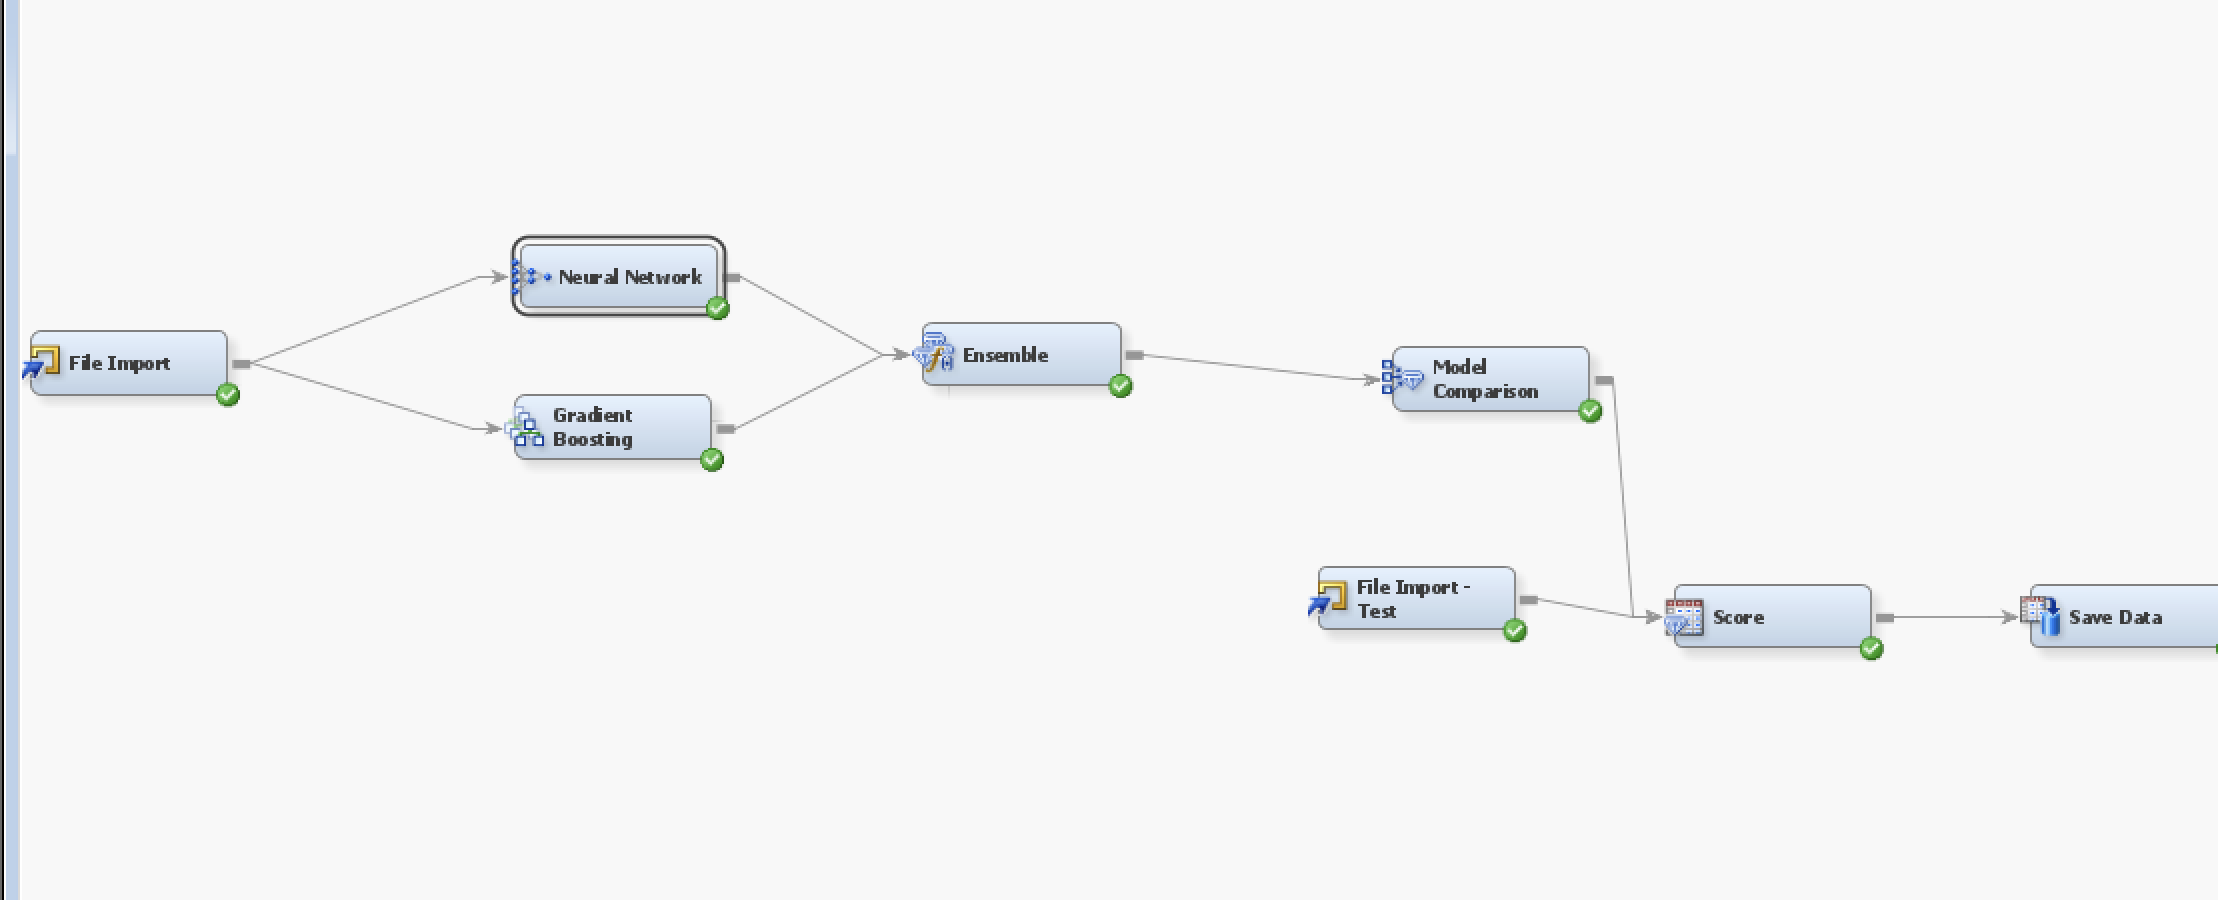 Neural Network
File Import
Gradient
Boosting
Ensemble
Model
Comparison
File Import -
Test
Score
Save Data